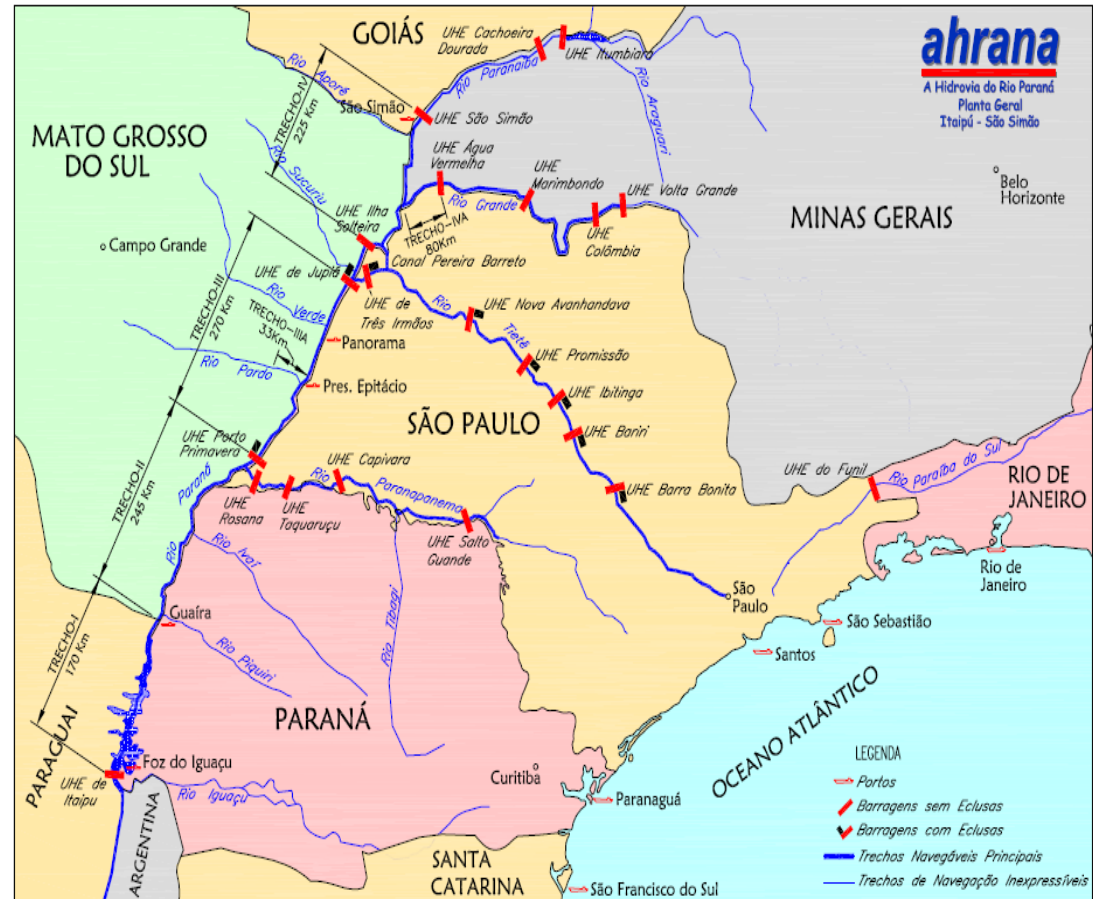 ahrana
A Hidrovia do Rio Paraná
Planta Geral
Itaipú - São Simão
GOIÁS
UHE Cachoeira
Dourada
UHE Itumbiara
Rio Paranaíba
Rio Araguari
Rio Aporé
São Simão
UHE São Simão
TRECHO-IV
225 Km
MATO GROSSO
DO SUL
Rio Sucuriu
UHE Água
Vermelha
UHE
Marimbondo
UHE Volta Grande
Rio Grande
UHE
Colômbia
TRECHO-IVA
80Km
MINAS GERAIS
Belo
Horizonte
UHE Ilha
Solteira
Campo Grande
Canal Pereira Barreto
UHE de Jupiá
UHE de
Três Irmãos
Rio Verde
TRECHO-III
270 Km
TRECHO-IIIA
33Km
Panorama
Rio Pardo
Pres. Epitácio
Rio
Tietê
UHE Nova Avanhandava
UHE Promissão
UHE Ibitinga
UHE Bariri
UHE Barra Bonita
SÃO PAULO
UHE Porto
Primavera
TRECHO-II
245 Km
UHE Capivara
Rio
Paranapanema
UHE
Rosana
UHE
Taquaruçu
UHE Salto
Guande
UHE do Funil
Rio Paraíba do Sul
RIO DE
JANEIRO
Rio de
Janeiro
São
Paulo
São Sebastião
Santos
Rio
Paraná
Rio Ivaí
Rio Tibagi
Guaíra
Rio Piquiri
TRECHO-I
170 Km
PARANÁ
PARAGUAI
Foz do Iguaçu
UHE de
Itaipu
Rio Iguaçu
ARGENTINA
Curitiba
Paranaguá
OCEANO ATLÂNTICO
SANTA
CATARINA
São Francisco do Sul
LEGENDA
Portos
Barragens sem Eclusas
Barragens com Eclusas
Trechos Navegáveis Principais
Trechos de Navegação Inexpressíveis